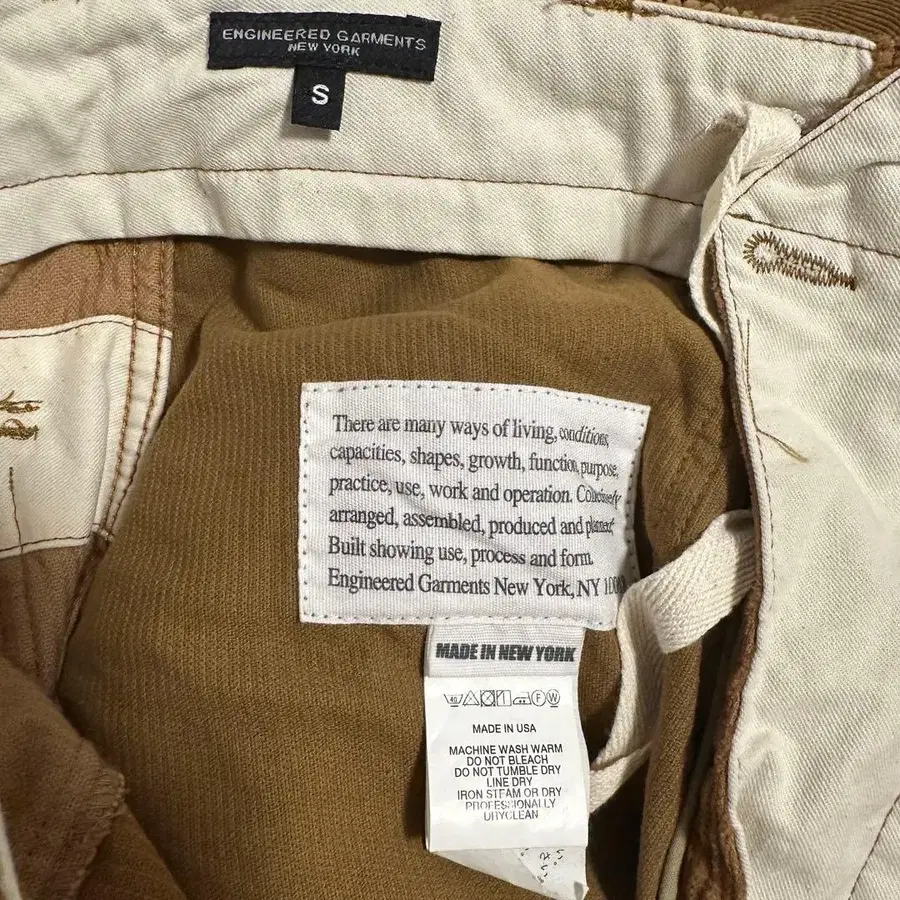 ENGINEERED GARMENTS
NEW YORK
S
There are many ways of living, conditions,
capacities, shapes, growth, function, purpose,
practice, use, work and operation. Concisely
arranged, assembled, produced and planned.
Built showing use, process and form.
Engineered Garments New York, NY
MADE IN NEW YORK
40 F W
MADE IN USA
MACHINE WASH WARM
DO NOT BLEACH
DO NOT TUMBLE DRY
LINE DRY
IRON STEAM OR DRY
PROFESSIONALLY
DRYCLEAN